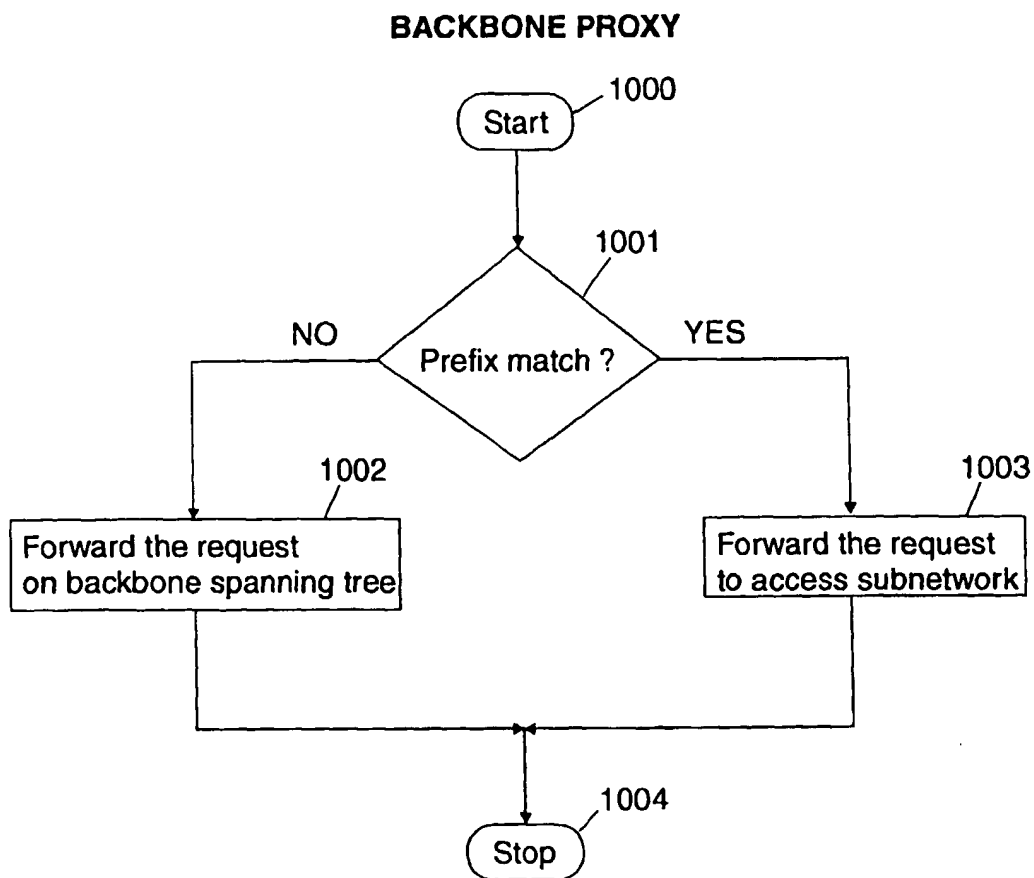 BACKBONE PROXY
1000
Start
1001
NO
YES
Prefix match ?
1002
1003
Forward the request
on backbone spanning tree
Forward the request
to access subnetwork
1004
Stop